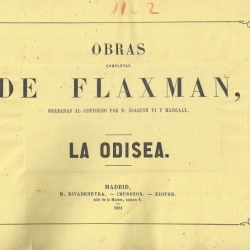 11.2
OBRAS
COMPLETAS
DE FLAXMAN,
GRABADAS AL CONTORNO POR D. JOAQUIN PI Y MARGALL.
LA ODISEA.
MADRID,
M. RIVADENEYRA. — IMPRESOR. — EDITOR.
calle de la Madera, número 8.